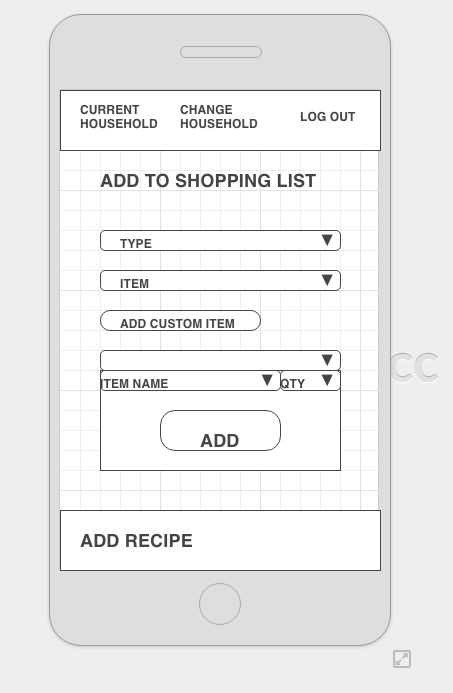 CURRENT
HOUSEHOLD
CHANGE
HOUSEHOLD
LOG OUT
ADD TO SHOPPING LIST
TYPE
ITEM
ADD CUSTOM ITEM
ITEM NAME
QTY
ADD
ADD RECIPE
CC